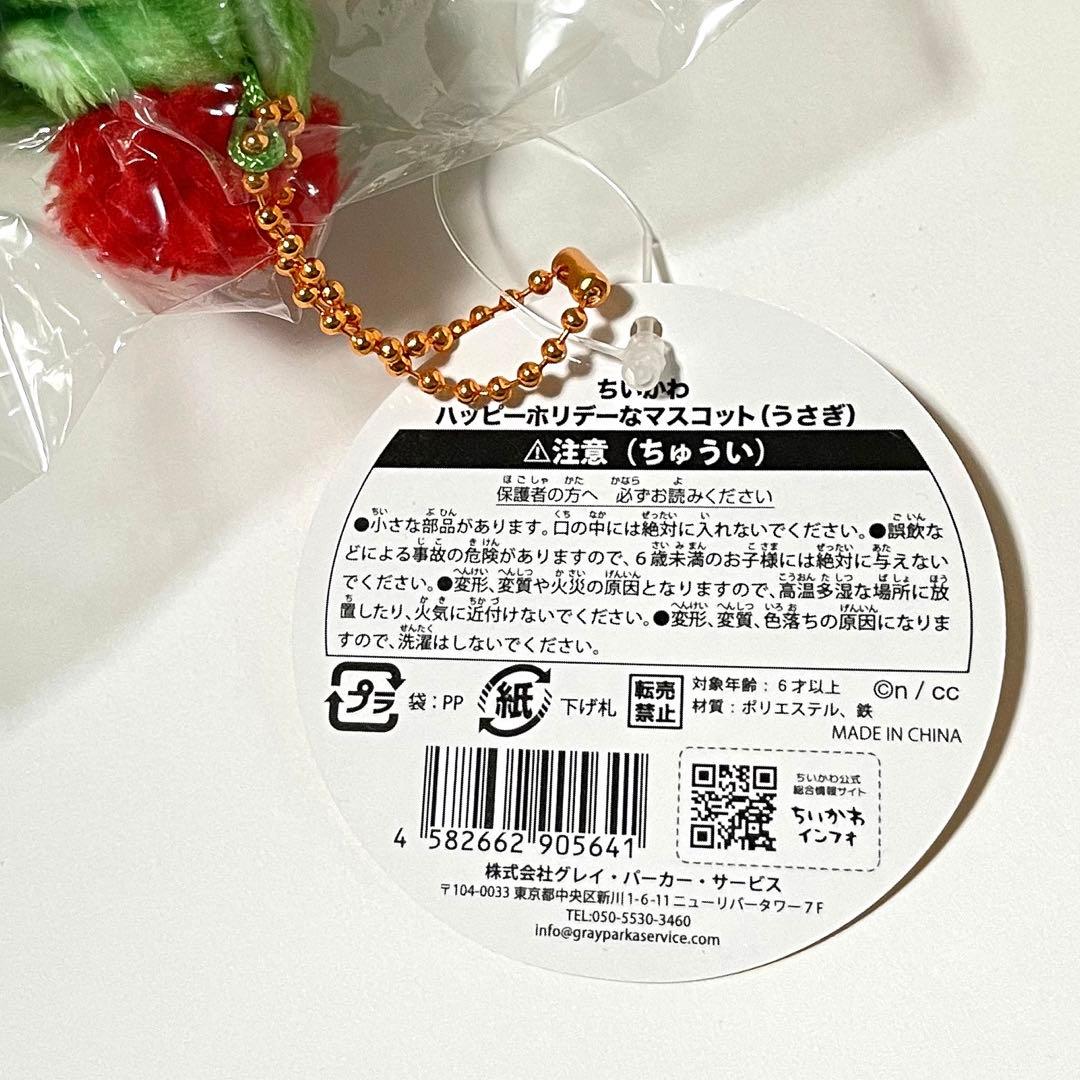 ちいかわ
ハッピーホリデーなマスコット(うさぎ)
⚠注意(ちゅうい)
保護者の方へ 必ずお読みください
●小さな部品があります。口の中には絶対に入れないでください。●誤飲な
どによる事故の危険がありますので、6歳未満のお子様には絶対に与えない
でください。●変形、変質や火災の原因となりますので、高温多湿な場所に放
置したり、火気に近付けないでください。●変形、変質、色落ちの原因になりま
すので、洗濯はしないでください。
プラ 袋:PP 紙 下げ札 転売禁止 対象年齢:6才以上 ©n / cc
材質:ポリエステル、鉄
MADE IN CHINA
ちいかわ公式
総合情報サイト
ちいかわ
インフォ
4 582662 905641
株式会社グレイ・パーカー・サービス
〒104-0033 東京都中央区新川1-6-11 ニューリバータワー7F
TEL:050-5530-3460
info@grayparkaservice.com